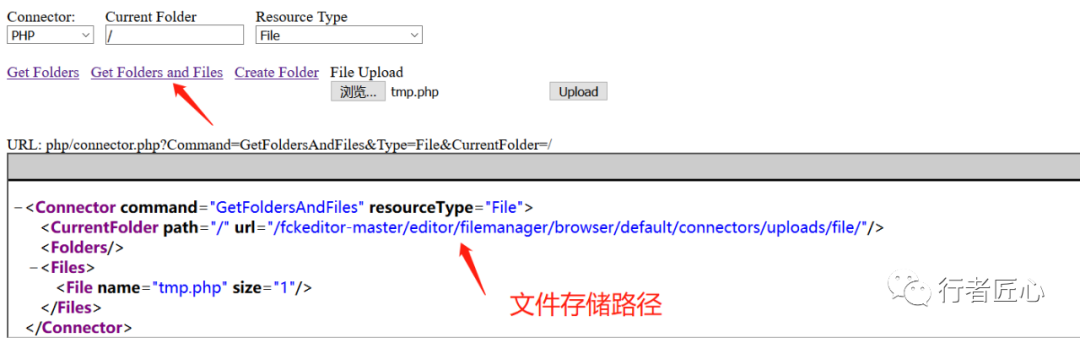 Connector: Current Folder Resource Type
PHP / File
Get Folders Get Folders and Files Create Folder File Upload
浏览... tmp.php Upload
URL: php/connector.php?Command=GetFoldersAndFiles&Type=File&CurrentFolder=/
−<Connector command="GetFoldersAndFiles" resourceType="File">
<CurrentFolder path="/" url="/fckeditor-master/editor/filemanager/browser/default/connectors/uploads/file/"/>
<Folders/>
−<Files>
<File name="tmp.php" size="1"/>
</Files>
</Connector>
文件存储路径
行者匠心